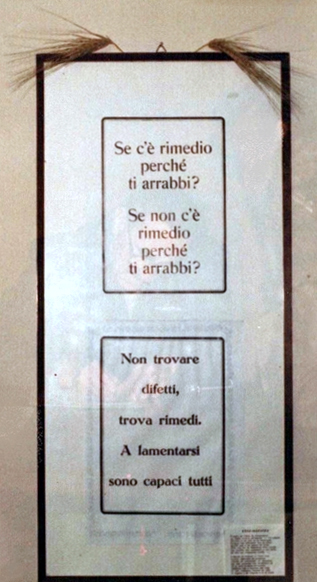 Se c'è rimedio
perché
ti arrabbi?
Se non c'è
rimedio
perché
ti arrabbi?
Non trovare
difetti,
trova rimedi.
A lamentarsi
sono capaci tutti